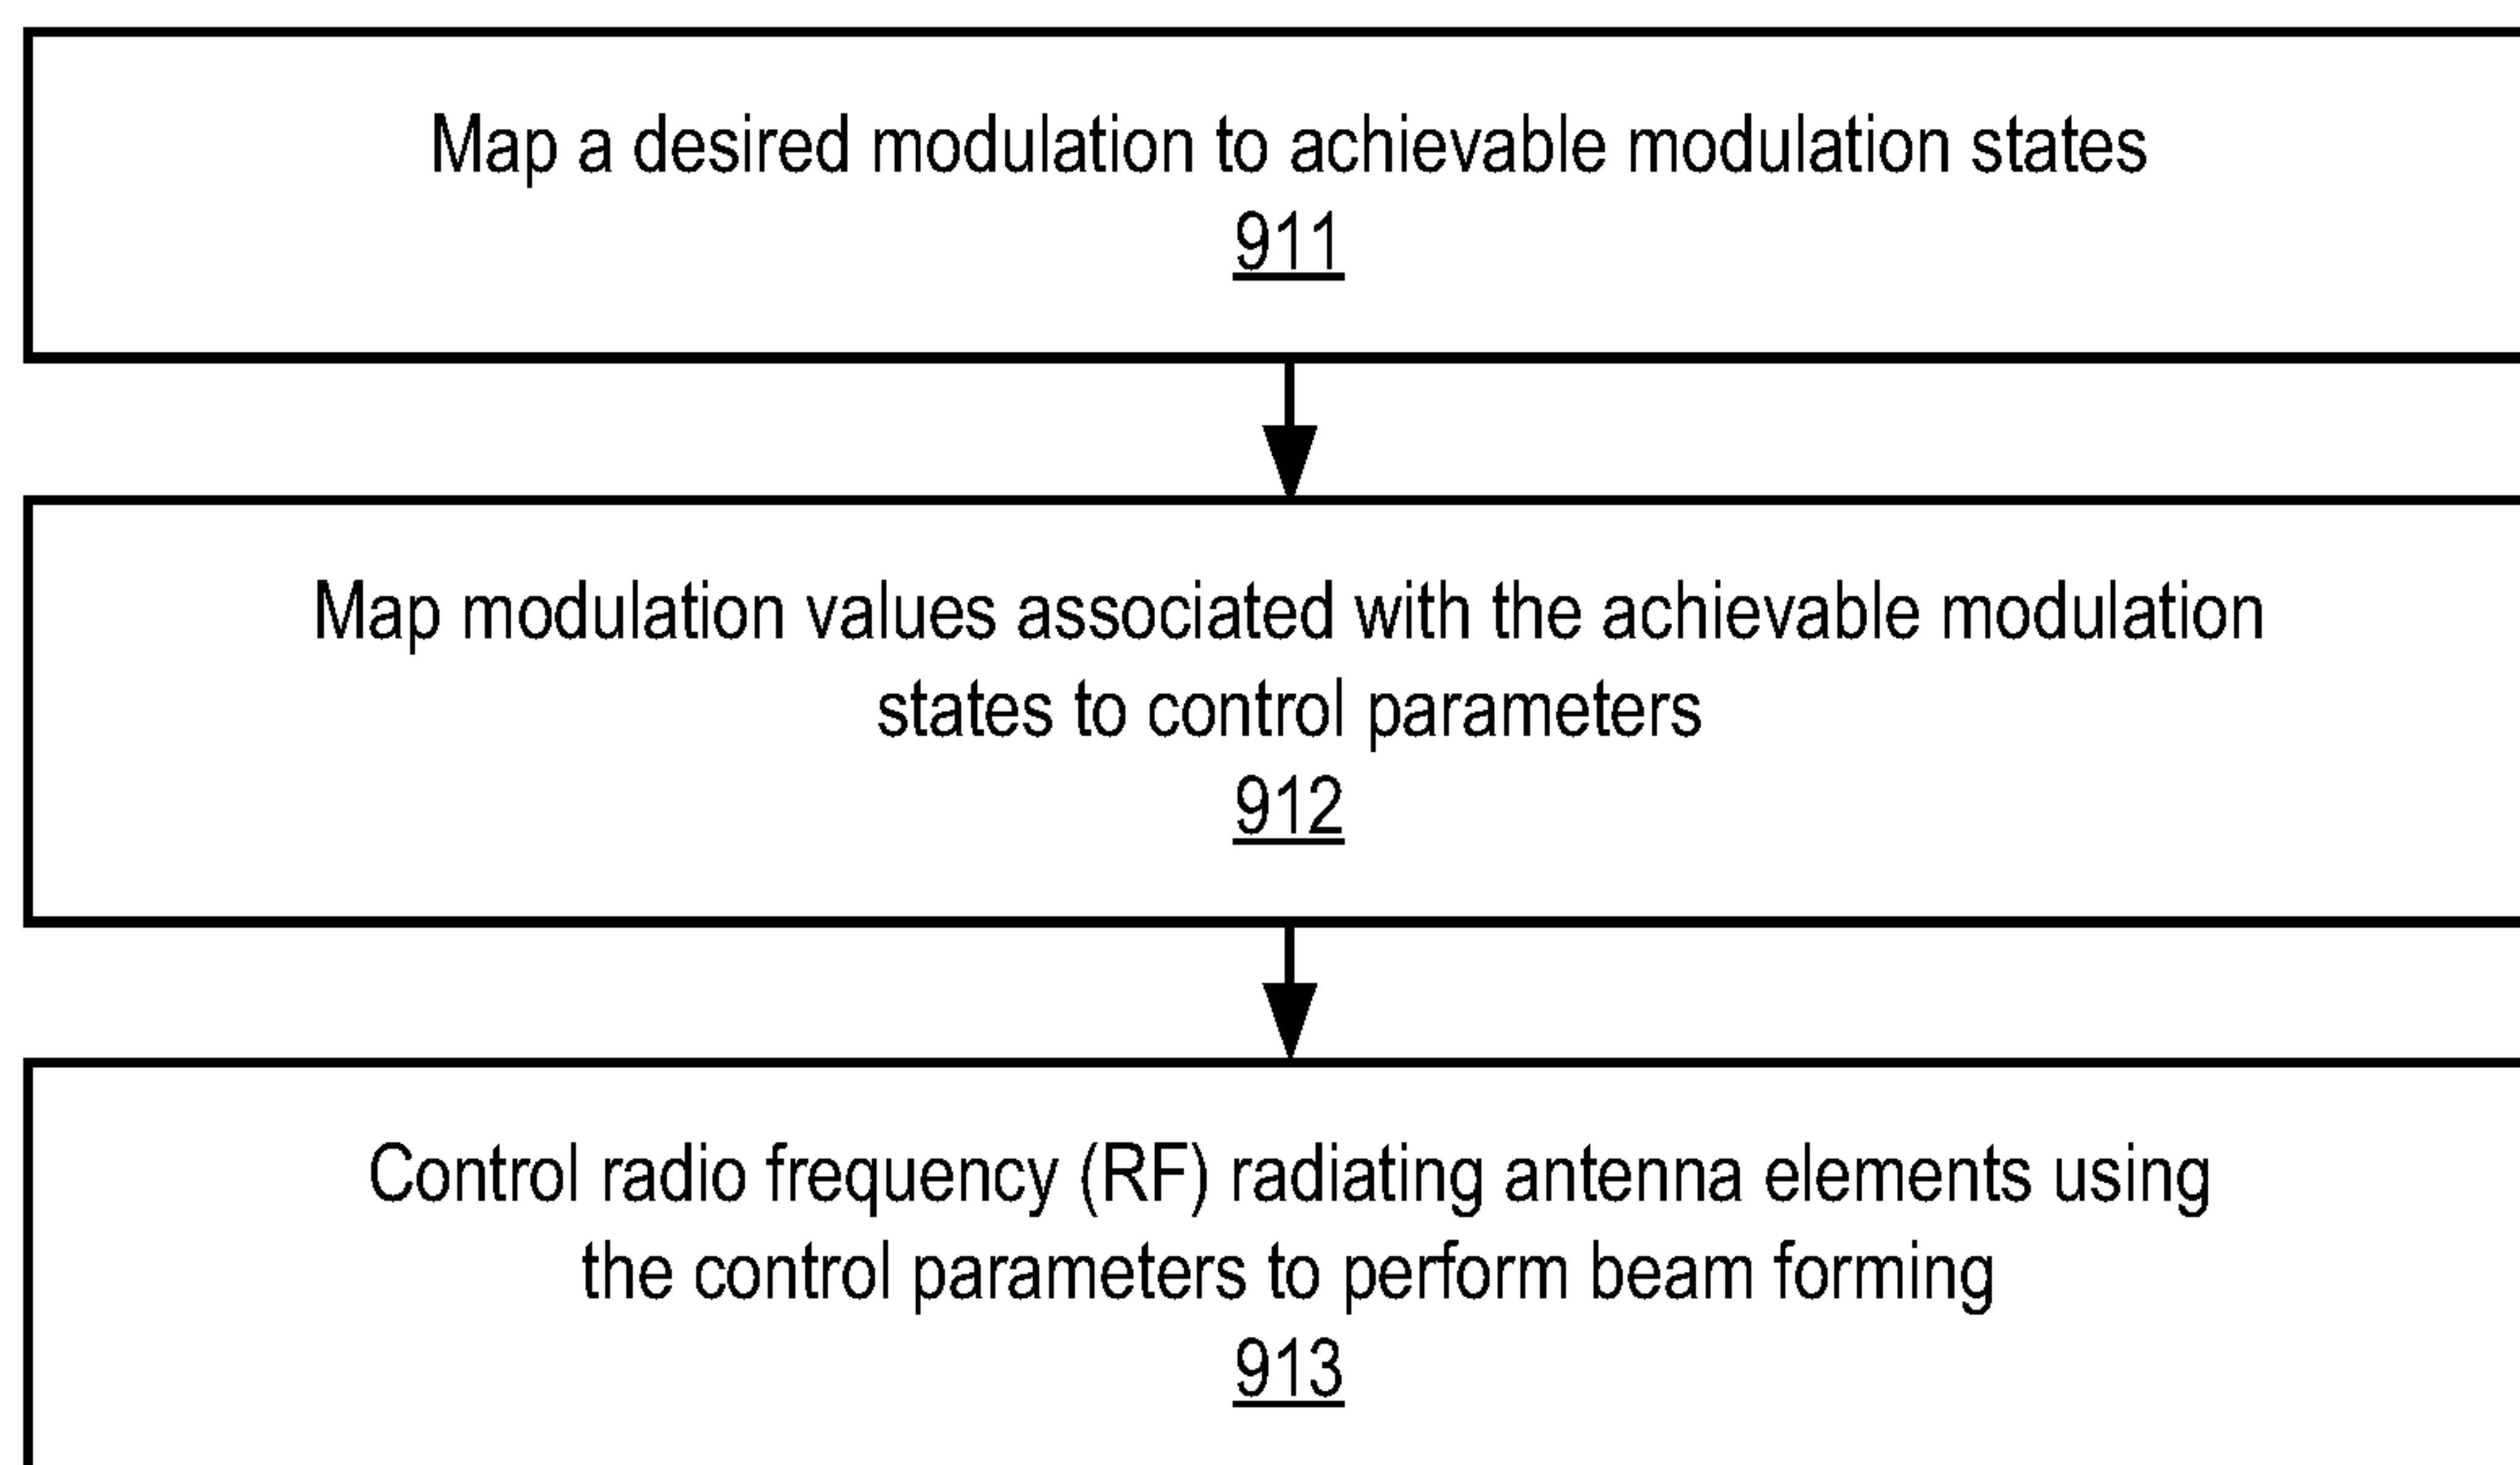 Map a desired modulation to achievable modulation states
911
Map modulation values associated with the achievable modulation
states to control parameters
912
Control radio frequency (RF) radiating antenna elements using
the control parameters to perform beam forming
913